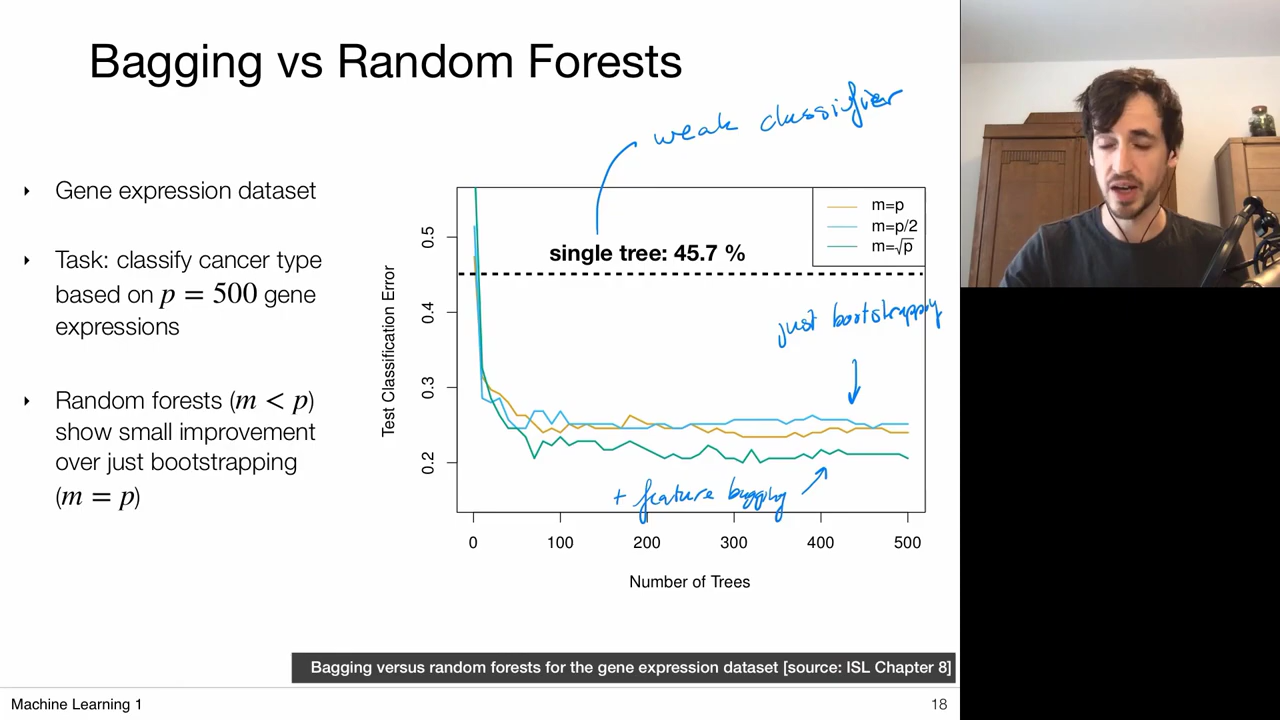 Bagging vs Random Forests
weak classifier
‣ Gene expression dataset
‣ Task: classify cancer type
based on p = 500 gene
expressions
‣ Random forests (m < p)
show small improvement
over just bootstrapping
(m = p)
m=p
m=p/2
m=√p
single tree: 45.7 %
just bootstrapping
+ feature bagging
Test Classification Error
0.5
0.4
0.3
0.2
0 100 200 300 400 500
Number of Trees
Bagging versus random forests for the gene expression dataset [source: ISL Chapter 8]
Machine Learning 1
18